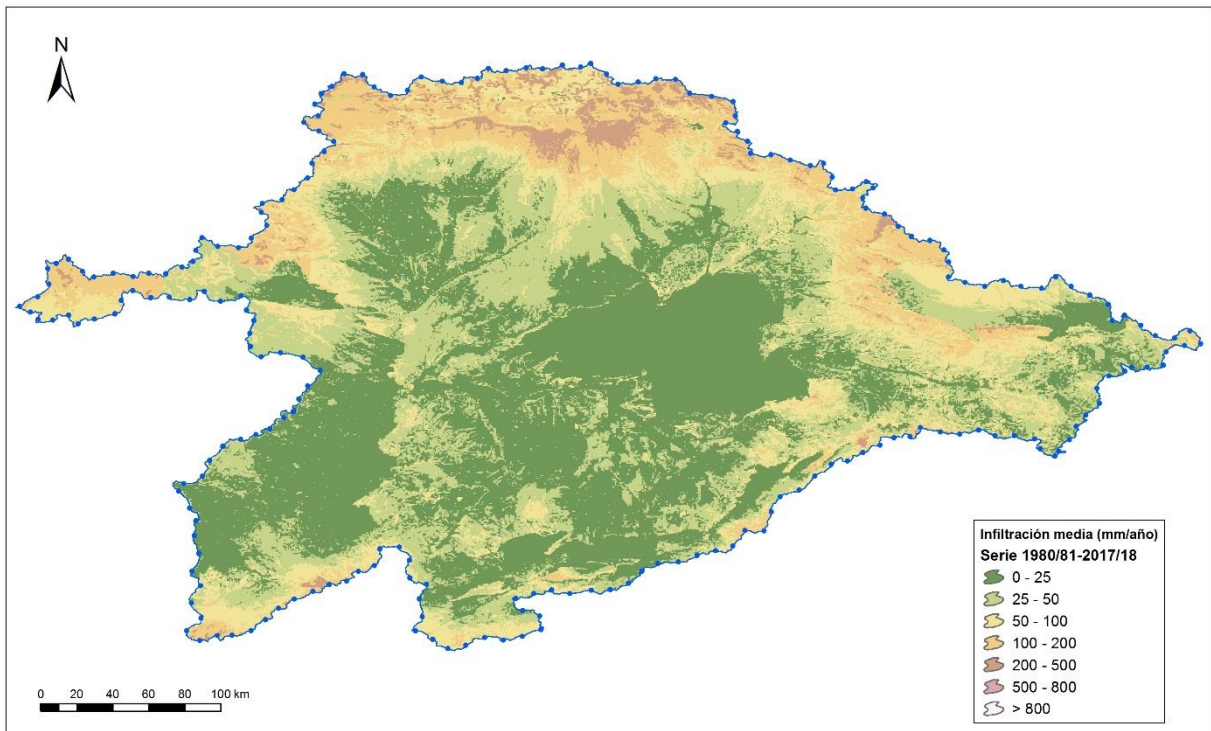 N
Infiltración media (mm/año)
Serie 1980/81-2017/18
0 - 25
25 - 50
50 - 100
100 - 200
200 - 500
500 - 800
> 800
0 20 40 60 80 100 km